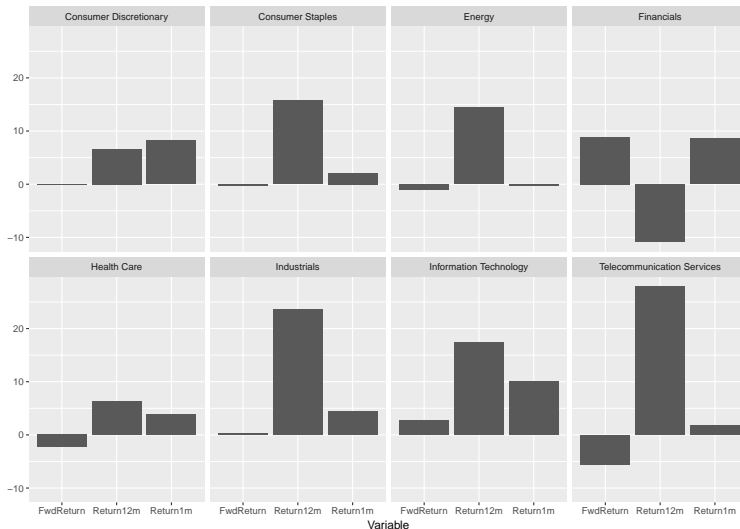 Consumer Discretionary
Consumer Staples
Energy
Financials
20
10
0
−10
Health Care
Industrials
Information Technology
Telecommunication Services
20
10
0
−10
FwdReturn Return12m Return1m
FwdReturn Return12m Return1m
FwdReturn Return12m Return1m
FwdReturn Return12m Return1m
Variable